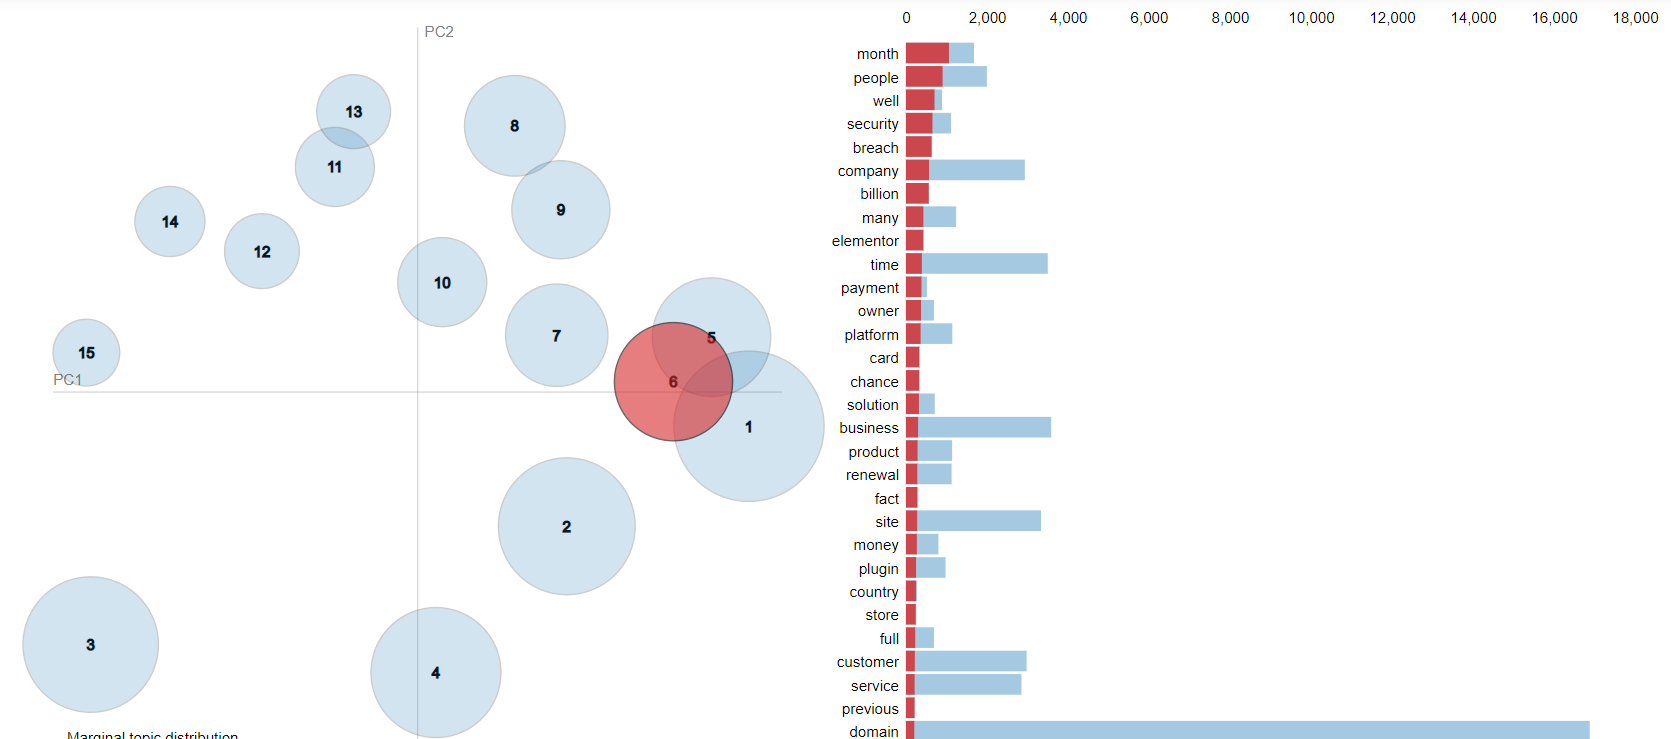 PC2
13
8
11
9
14
12
10
7
5
15
PC1
6
1
2
3
4
Marginal topic distribution
0 2,000 4,000 6,000 8,000 10,000 12,000 14,000 16,000 18,000
month
people
well
security
breach
company
billion
many
elementor
time
payment
owner
platform
card
chance
solution
business
product
renewal
fact
site
money
plugin
country
store
full
customer
service
previous
domain